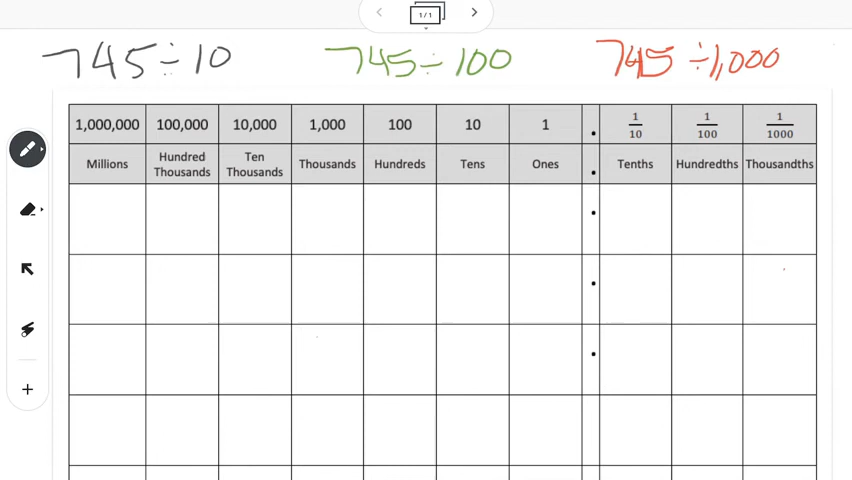 1/1
745 ÷ 10 745 ÷ 100 745 ÷ 1,000
1,000,000 100,000 10,000 1,000 100 10 1 . 1/10 1/100 1/1000
Millions Hundred Thousands Ten Thousands Thousands Hundreds Tens Ones . Tenths Hundredths Thousandths
.
.
.